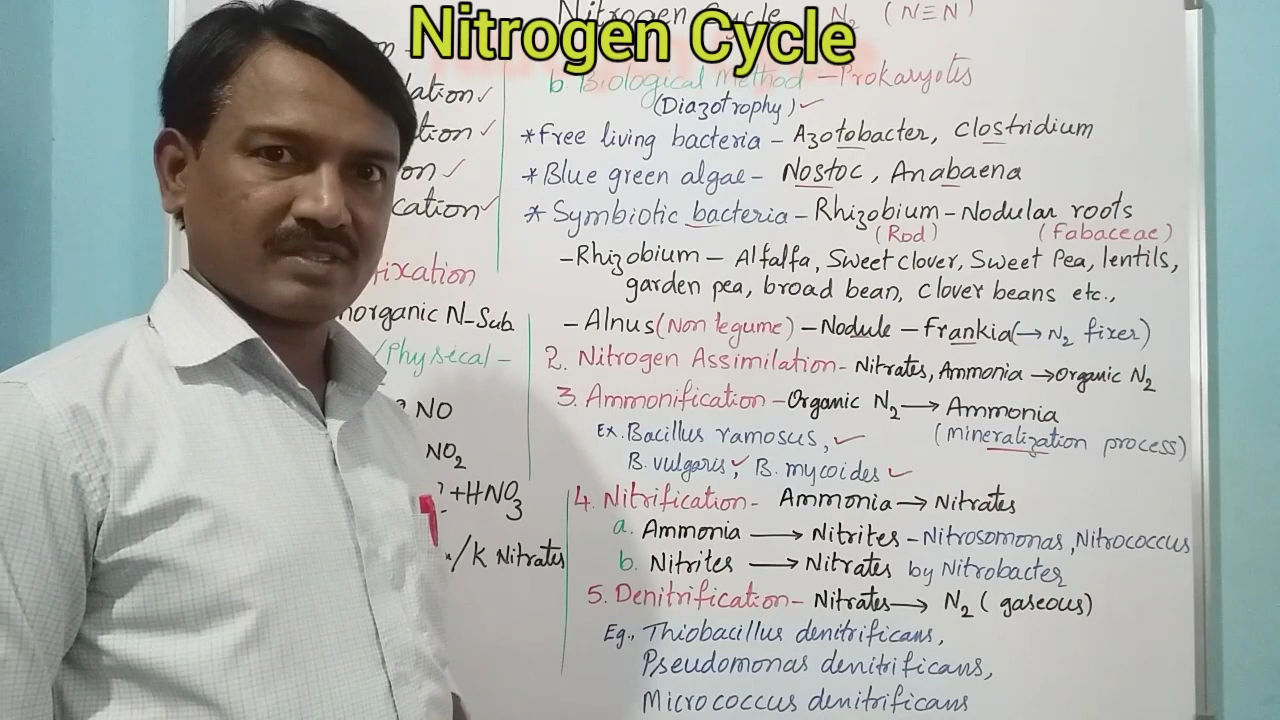 Nitrogen Cycle
Nitrogen Cycle N₂ (N≡N)
b. Biological Method - Prokaryotis
(Diazotrophy) ✓
*Free living bacteria - Azotobacter, Clostridium
*Blue green algae - Nostoc, Anabaena
*Symbiotic bacteria - Rhizobium - Nodular roots
(Rod) (Fabaceae)
- Rhizobium - Alfalfa, Sweet clover, Sweet Pea, lentils,
garden pea, broad bean, clover beans etc.,
- Alnus (Non legume) - Nodule - Frankia (→ N₂ fixer)
2. Nitrogen Assimilation - Nitrates, Ammonia → Organic N₂
3. Ammonification - Organic N₂ → Ammonia
(mineralization process)
Ex. Bacillus ramosus, ✓
B. vulgaris ✓, B. mycoides ✓
4. Nitrification - Ammonia → Nitrates
a. Ammonia → Nitrites - Nitrosomonas, Nitrococcus
b. Nitrites → Nitrates by Nitrobacter
5. Denitrification - Nitrates → N₂ (gaseous)
Eg., Thiobacillus denitrificans,
Pseudomonas denitrificans,
Micrococcus denitrificans
lation ✓
tion ✓
on ✓
cation ✓
fixation
norganic N-Sub
/Physical -
NO
NO₂
+HNO₃
/K Nitrates